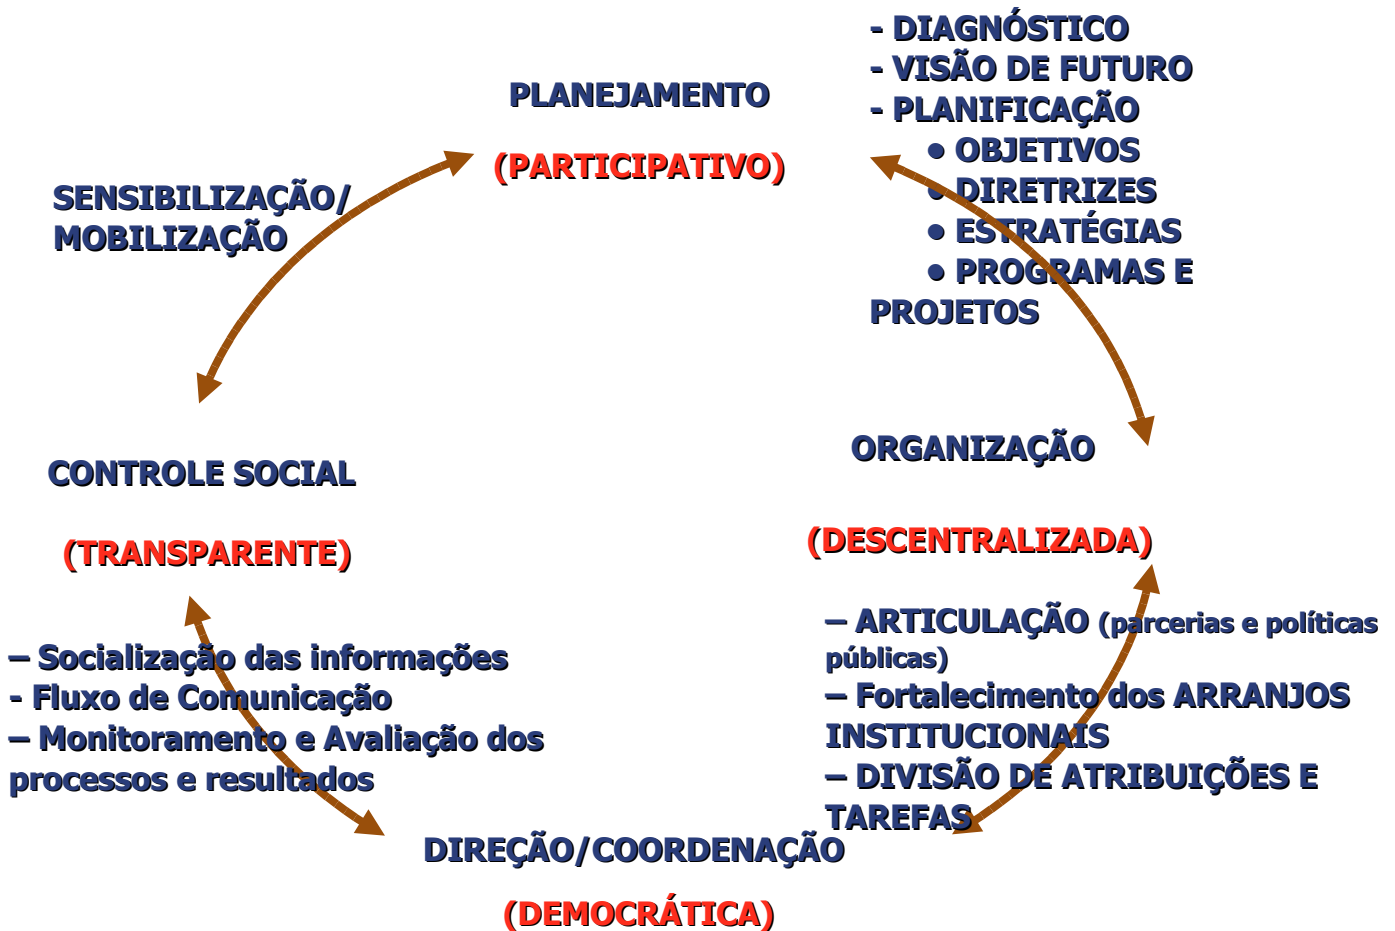 PLANEJAMENTO
(PARTICIPATIVO)
- DIAGNÓSTICO
- VISÃO DE FUTURO
- PLANIFICAÇÃO
● OBJETIVOS
● DIRETRIZES
● ESTRATÉGIAS
● PROGRAMAS E
PROJETOS
SENSIBILIZAÇÃO/
MOBILIZAÇÃO
CONTROLE SOCIAL
(TRANSPARENTE)
ORGANIZAÇÃO
(DESCENTRALIZADA)
– Socialização das informações
- Fluxo de Comunicação
– Monitoramento e Avaliação dos
processos e resultados
– ARTICULAÇÃO (parcerias e políticas
públicas)
– Fortalecimento dos ARRANJOS
INSTITUCIONAIS
– DIVISÃO DE ATRIBUIÇÕES E
TAREFAS
DIREÇÃO/COORDENAÇÃO
(DEMOCRÁTICA)